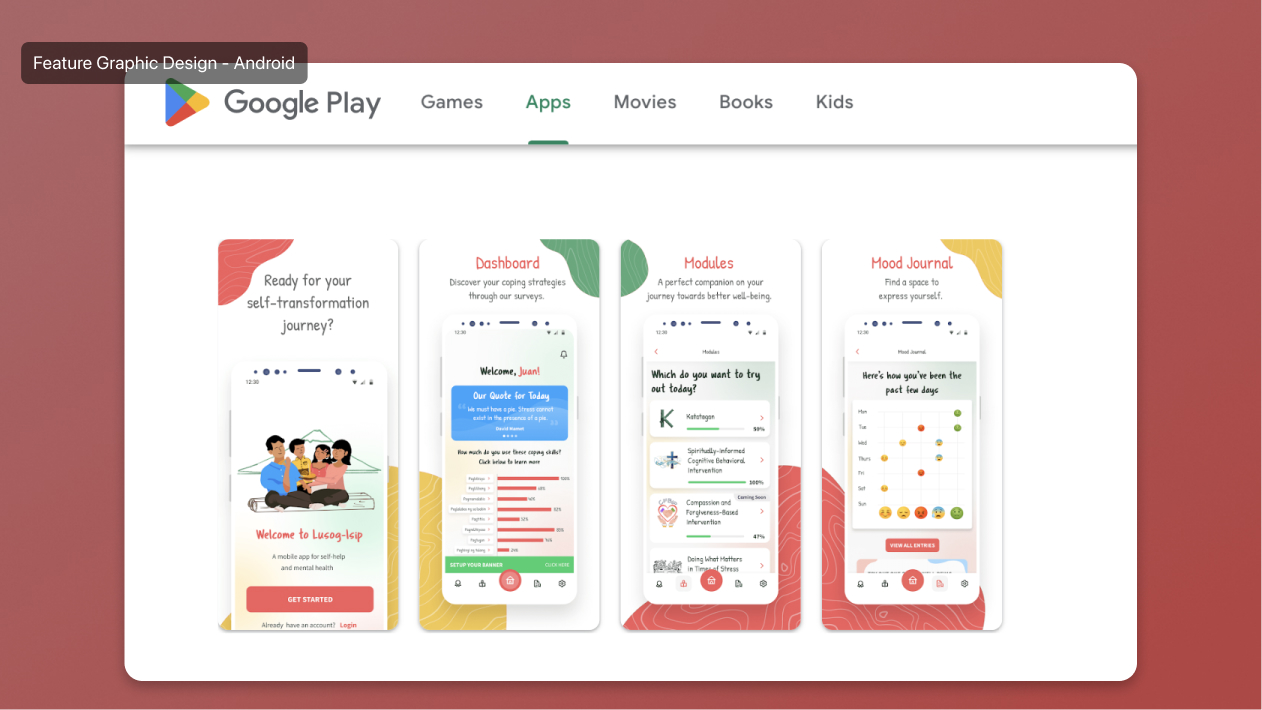 Feature Graphic Design - Android
Google Play
Games
Apps
Movies
Books
Kids
Ready for your
self-transformation
journey?
12:30
Welcome to Lusog-Isip
A mobile app for self-help
and mental health
GET STARTED
Already have an account? Login
Dashboard
Discover your coping strategies
through our surveys.
12:30
Welcome, Juan!
Our Quote for Today
We must have a pie. Stress cannot
exist in the presence of a pie.
David Mamet
How much do you use these coping skills?
Click below to learn more
SETUP YOUR BANNER
CLICK HERE
Modules
A perfect companion on your
journey towards better well-being.
12:30
Modules
Which do you want to try
out today?
Katatagan
50%
Spiritually-Informed
Cognitive Behavioral
Intervention
100%
Coming Soon
Compassion and
Forgiveness-Based
Intervention
47%
Doing What Matters
in Times of Stress
Mood Journal
Find a space to
express yourself.
12:30
Mood Journal
Here's how you've been the
past few days
Mon
Tue
Wed
Thurs
Fri
Sat
Sun
VIEW ALL ENTRIES